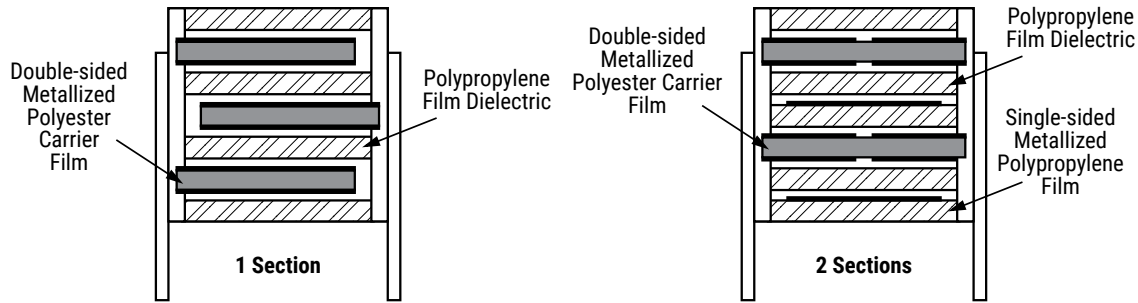 Double-sided
Metallized
Polyester
Carrier
Film
Polypropylene
Film Dielectric
1 Section
Double-sided
Metallized
Polyester Carrier
Film
Polypropylene
Film Dielectric
Single-sided
Metallized
Polypropylene
Film
2 Sections